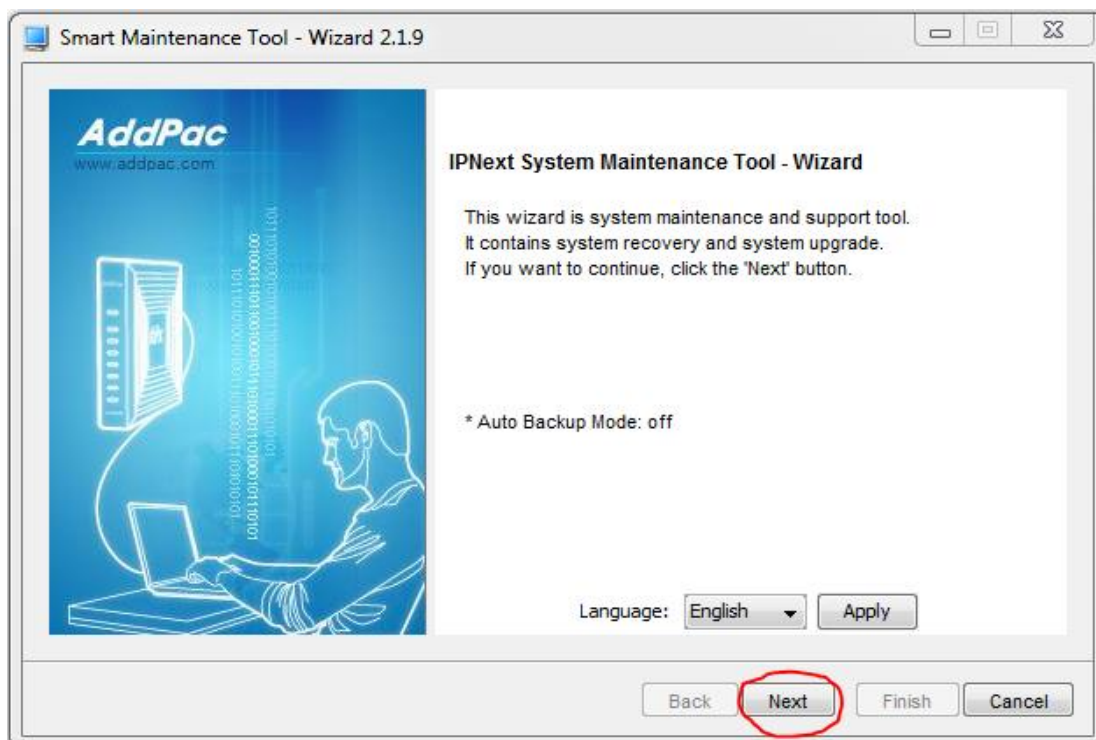 Smart Maintenance Tool - Wizard 2.1.9
AddPac
www.addpac.com
IPNext System Maintenance Tool - Wizard
This wizard is system maintenance and support tool.
It contains system recovery and system upgrade.
If you want to continue, click the 'Next' button.
* Auto Backup Mode: off
Language: English Apply
Back Next Finish Cancel